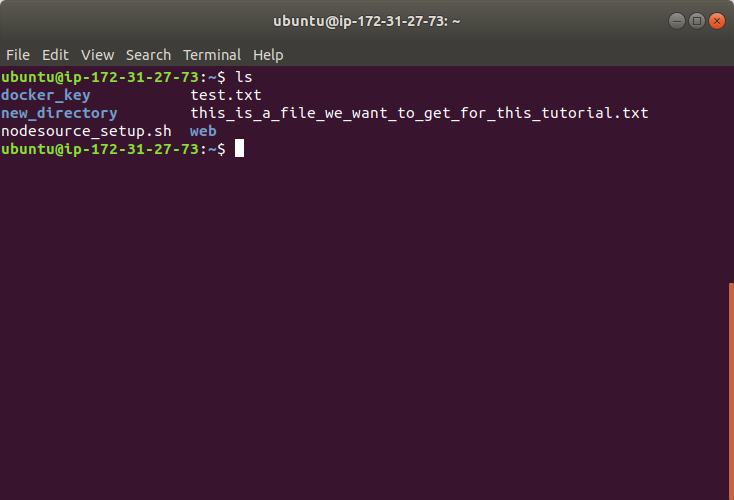 ubuntu@ip-172-31-27-73: ~
File Edit View Search Terminal Help
ubuntu@ip-172-31-27-73:~$ ls
docker_key           test.txt
new_directory        this_is_a_file_we_want_to_get_for_this_tutorial.txt
nodesource_setup.sh  web
ubuntu@ip-172-31-27-73:~$